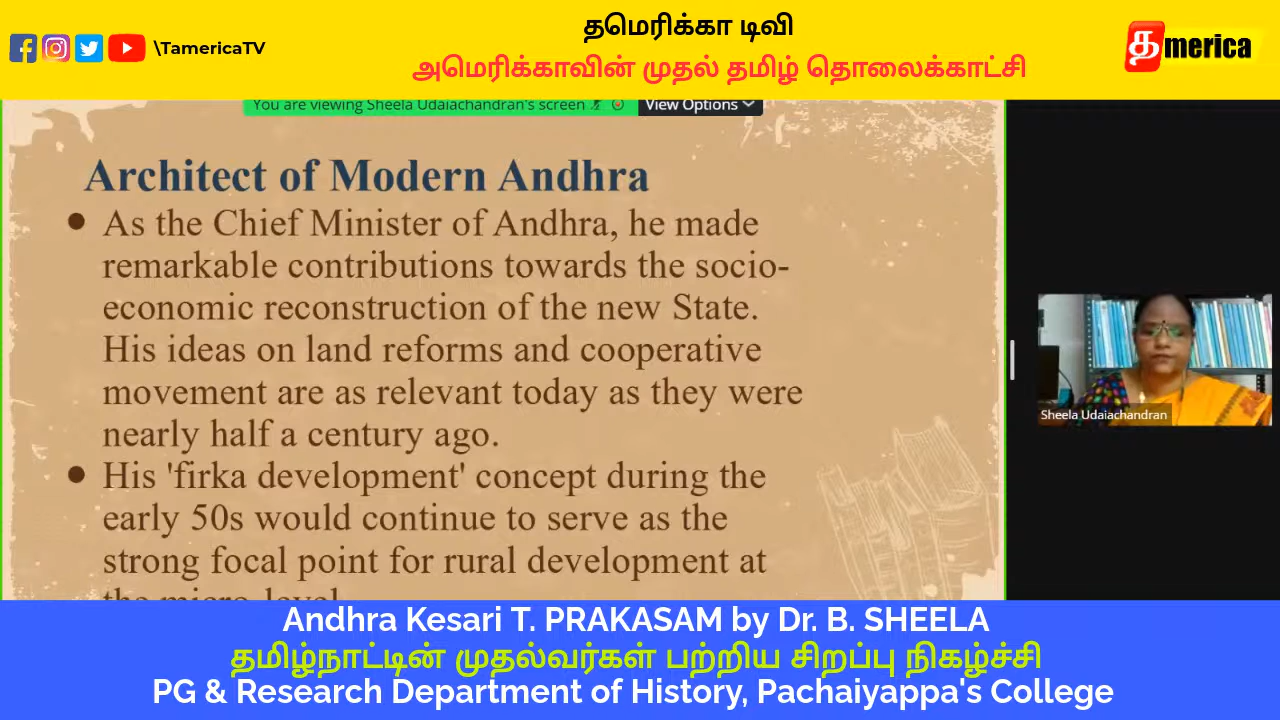 \TamericaTV
தமெரிக்கா டிவி
அமெரிக்காவின் முதல் தமிழ் தொலைக்காட்சி
தmerica
You are viewing Sheela Udaiachandran's screen
View Options
Architect of Modern Andhra
• As the Chief Minister of Andhra, he made
remarkable contributions towards the socio-
economic reconstruction of the new State.
His ideas on land reforms and cooperative
movement are as relevant today as they were
nearly half a century ago.
• His 'firka development' concept during the
early 50s would continue to serve as the
strong focal point for rural development at
the micro-level
Sheela Udaiachandran
Andhra Kesari T. PRAKASAM by Dr. B. SHEELA
தமிழ்நாட்டின் முதல்வர்கள் பற்றிய சிறப்பு நிகழ்ச்சி
PG & Research Department of History, Pachaiyappa's College